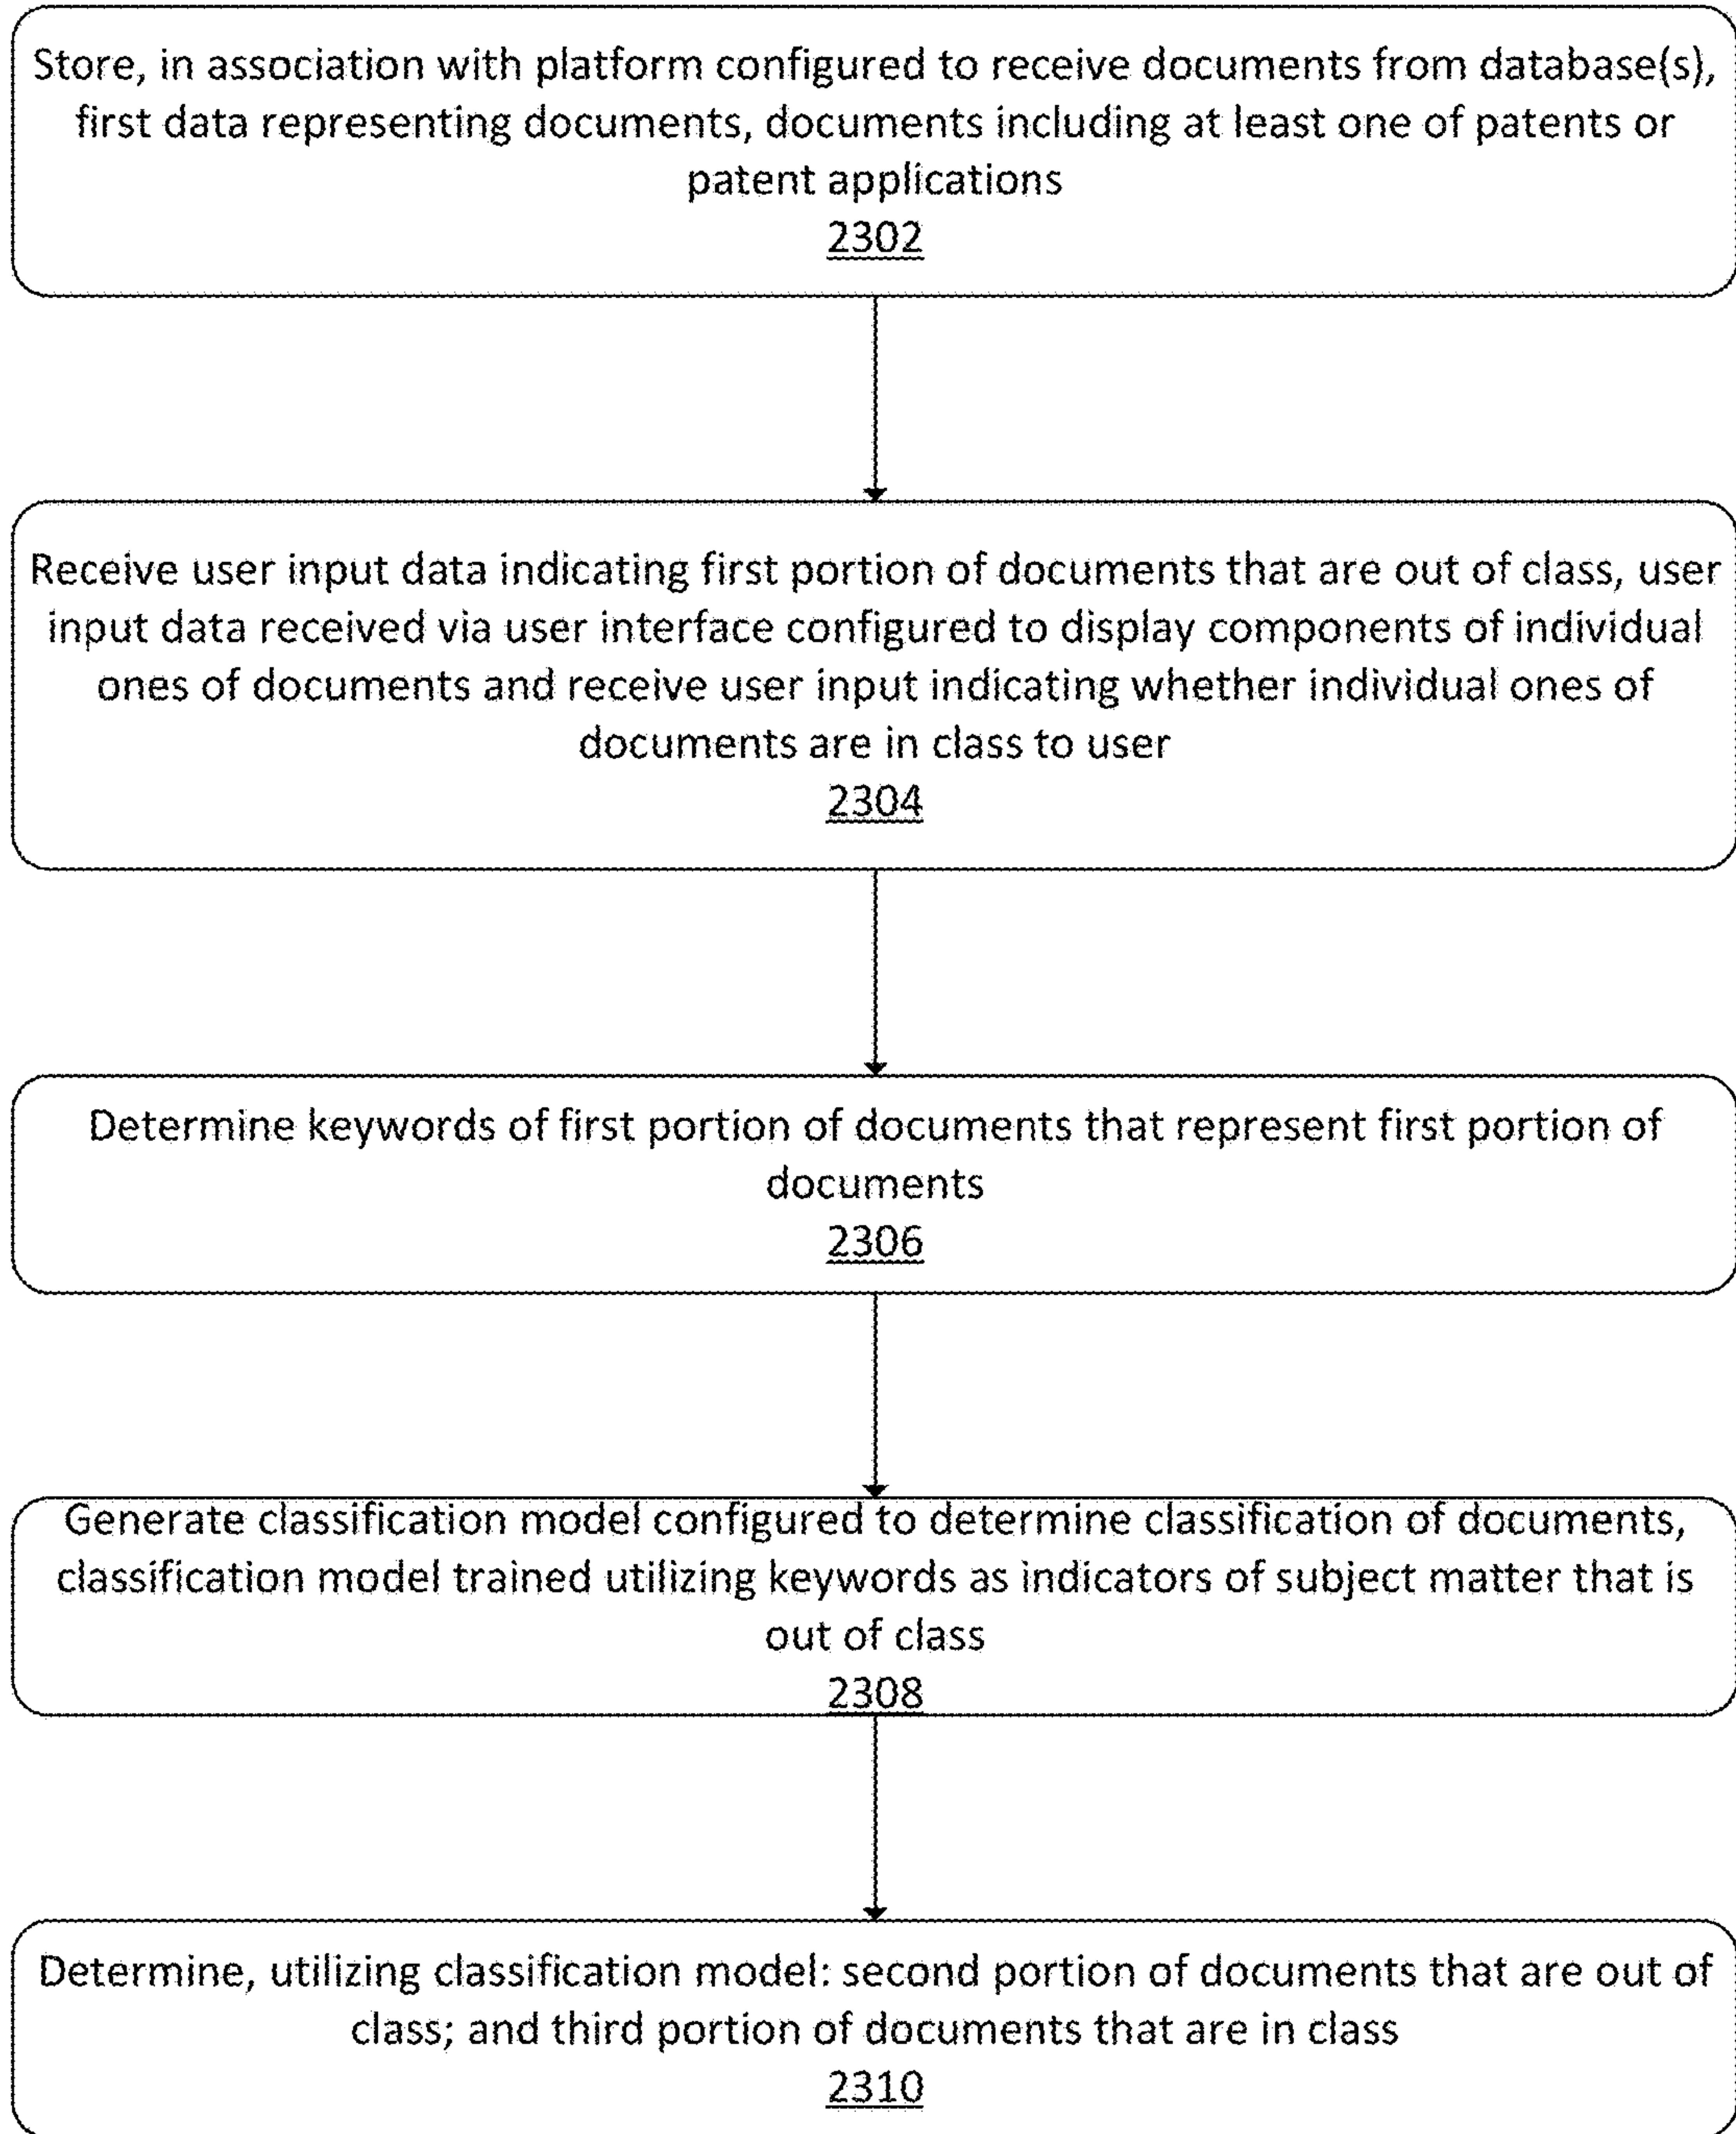 Store, in association with platform configured to receive documents from database(s),
first data representing documents, documents including at least one of patents or
patent applications
2302
Receive user input data indicating first portion of documents that are out of class, user
input data received via user interface configured to display components of individual
ones of documents and receive user input indicating whether individual ones of
documents are in class to user
2304
Determine keywords of first portion of documents that represent first portion of
documents
2306
Generate classification model configured to determine classification of documents,
classification model trained utilizing keywords as indicators of subject matter that is
out of class
2308
Determine, utilizing classification model: second portion of documents that are out of
class; and third portion of documents that are in class
2310